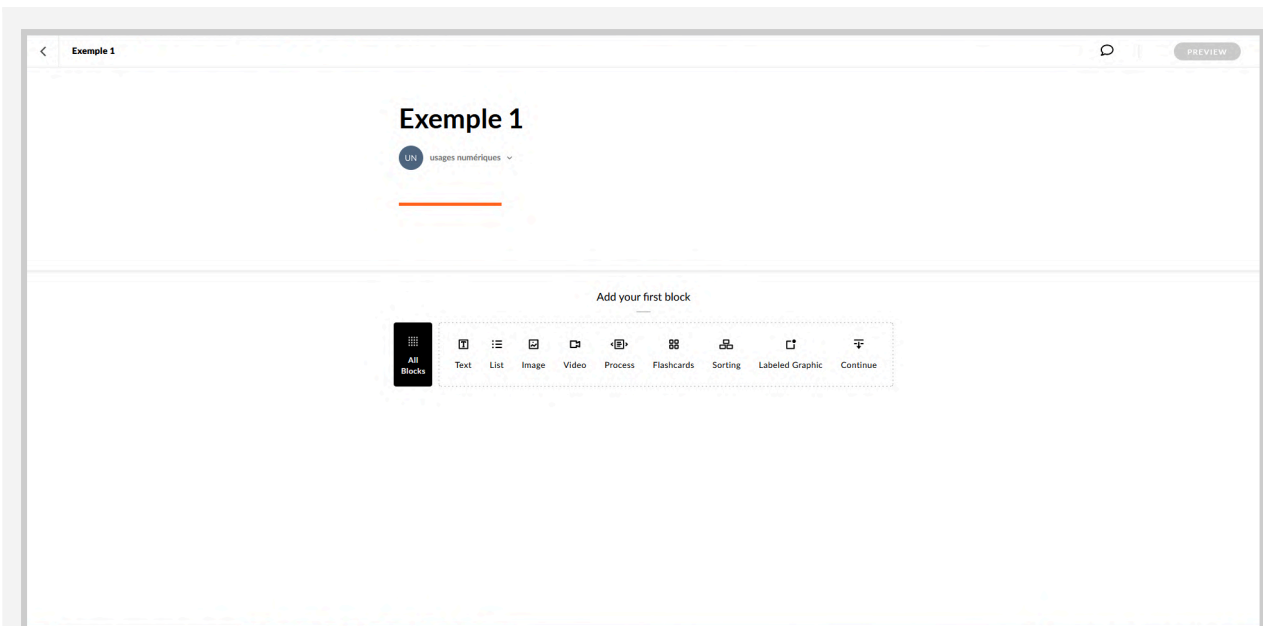 Exemple 1
PREVIEW
Exemple 1
UN usages numériques
Add your first block
All
Blocks
Text List Image Video Process Flashcards Sorting Labeled Graphic Continue